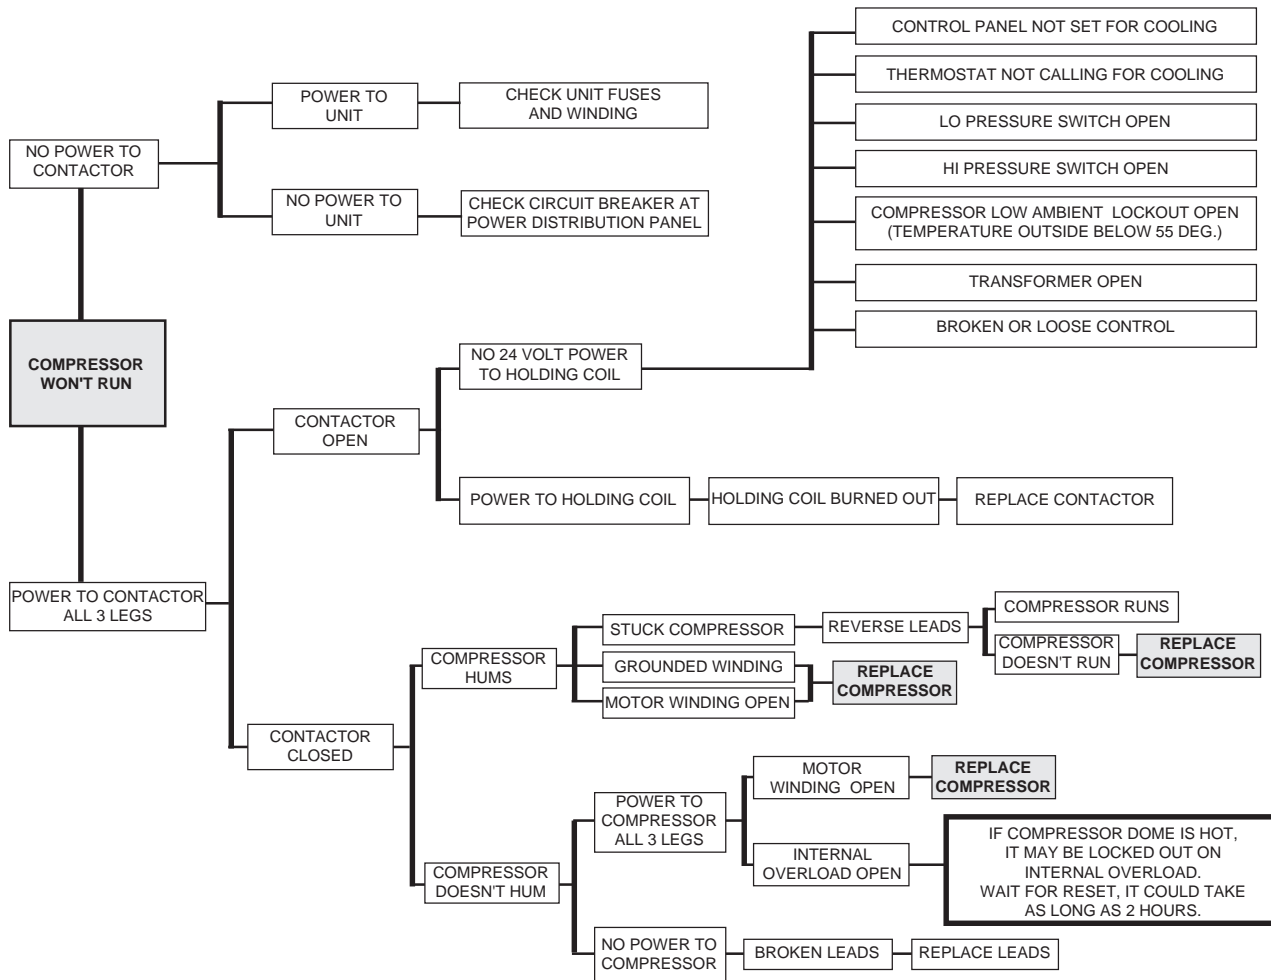 CONTROL PANEL NOT SET FOR COOLING
THERMOSTAT NOT CALLING FOR COOLING
POWER TO
UNIT
CHECK UNIT FUSES
AND WINDING
LO PRESSURE SWITCH OPEN
NO POWER TO
CONTACTOR
HI PRESSURE SWITCH OPEN
NO POWER TO
UNIT
CHECK CIRCUIT BREAKER AT
POWER DISTRIBUTION PANEL
COMPRESSOR LOW AMBIENT LOCKOUT OPEN
(TEMPERATURE OUTSIDE BELOW 55 DEG.)
TRANSFORMER OPEN
BROKEN OR LOOSE CONTROL
COMPRESSOR
WON'T RUN
NO 24 VOLT POWER
TO HOLDING COIL
CONTACTOR
OPEN
POWER TO HOLDING COIL
HOLDING COIL BURNED OUT
REPLACE CONTACTOR
POWER TO CONTACTOR
ALL 3 LEGS
COMPRESSOR
HUMS
STUCK COMPRESSOR
REVERSE LEADS
COMPRESSOR RUNS
COMPRESSOR
DOESN'T RUN
REPLACE
COMPRESSOR
GROUNDED WINDING
MOTOR WINDING OPEN
REPLACE
COMPRESSOR
CONTACTOR
CLOSED
MOTOR
WINDING OPEN
REPLACE
COMPRESSOR
POWER TO
COMPRESSOR
ALL 3 LEGS
INTERNAL
OVERLOAD OPEN
IF COMPRESSOR DOME IS HOT,
IT MAY BE LOCKED OUT ON
INTERNAL OVERLOAD.
WAIT FOR RESET, IT COULD TAKE
AS LONG AS 2 HOURS.
COMPRESSOR
DOESN'T HUM
NO POWER TO
COMPRESSOR
BROKEN LEADS
REPLACE LEADS